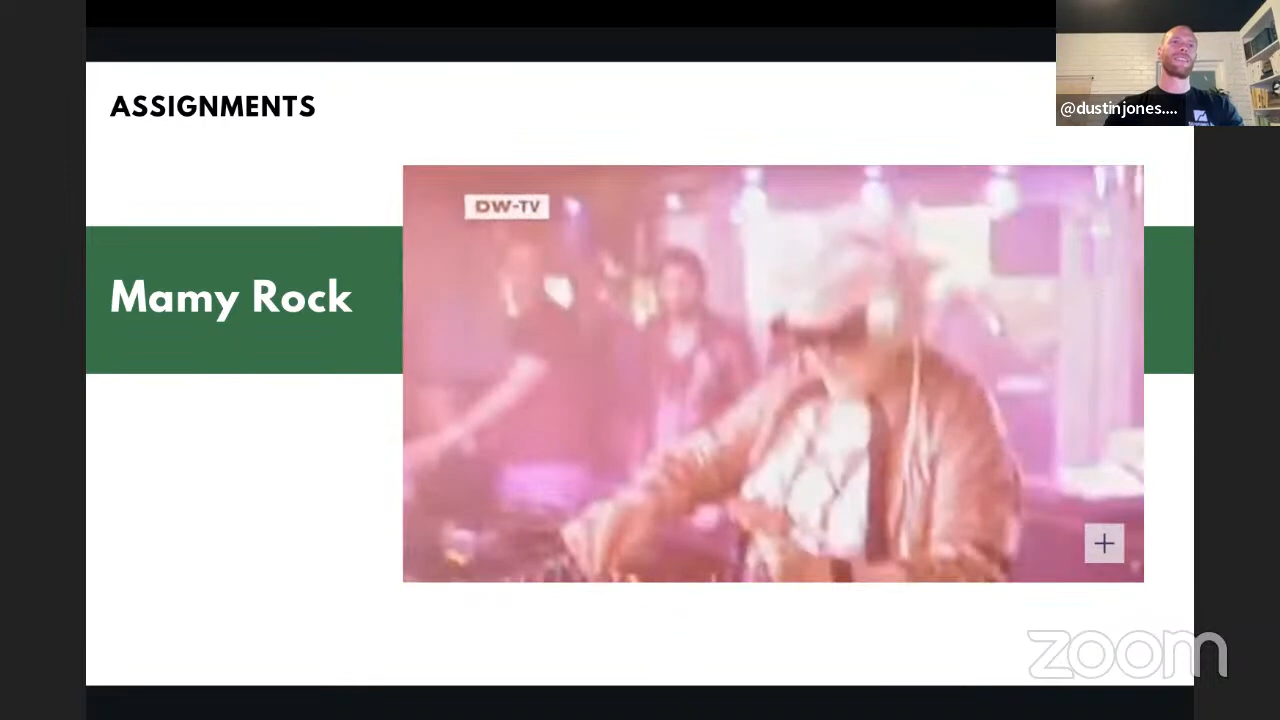 ASSIGNMENTS
@dustinjones....
DW-TV
Mamy Rock
zoom